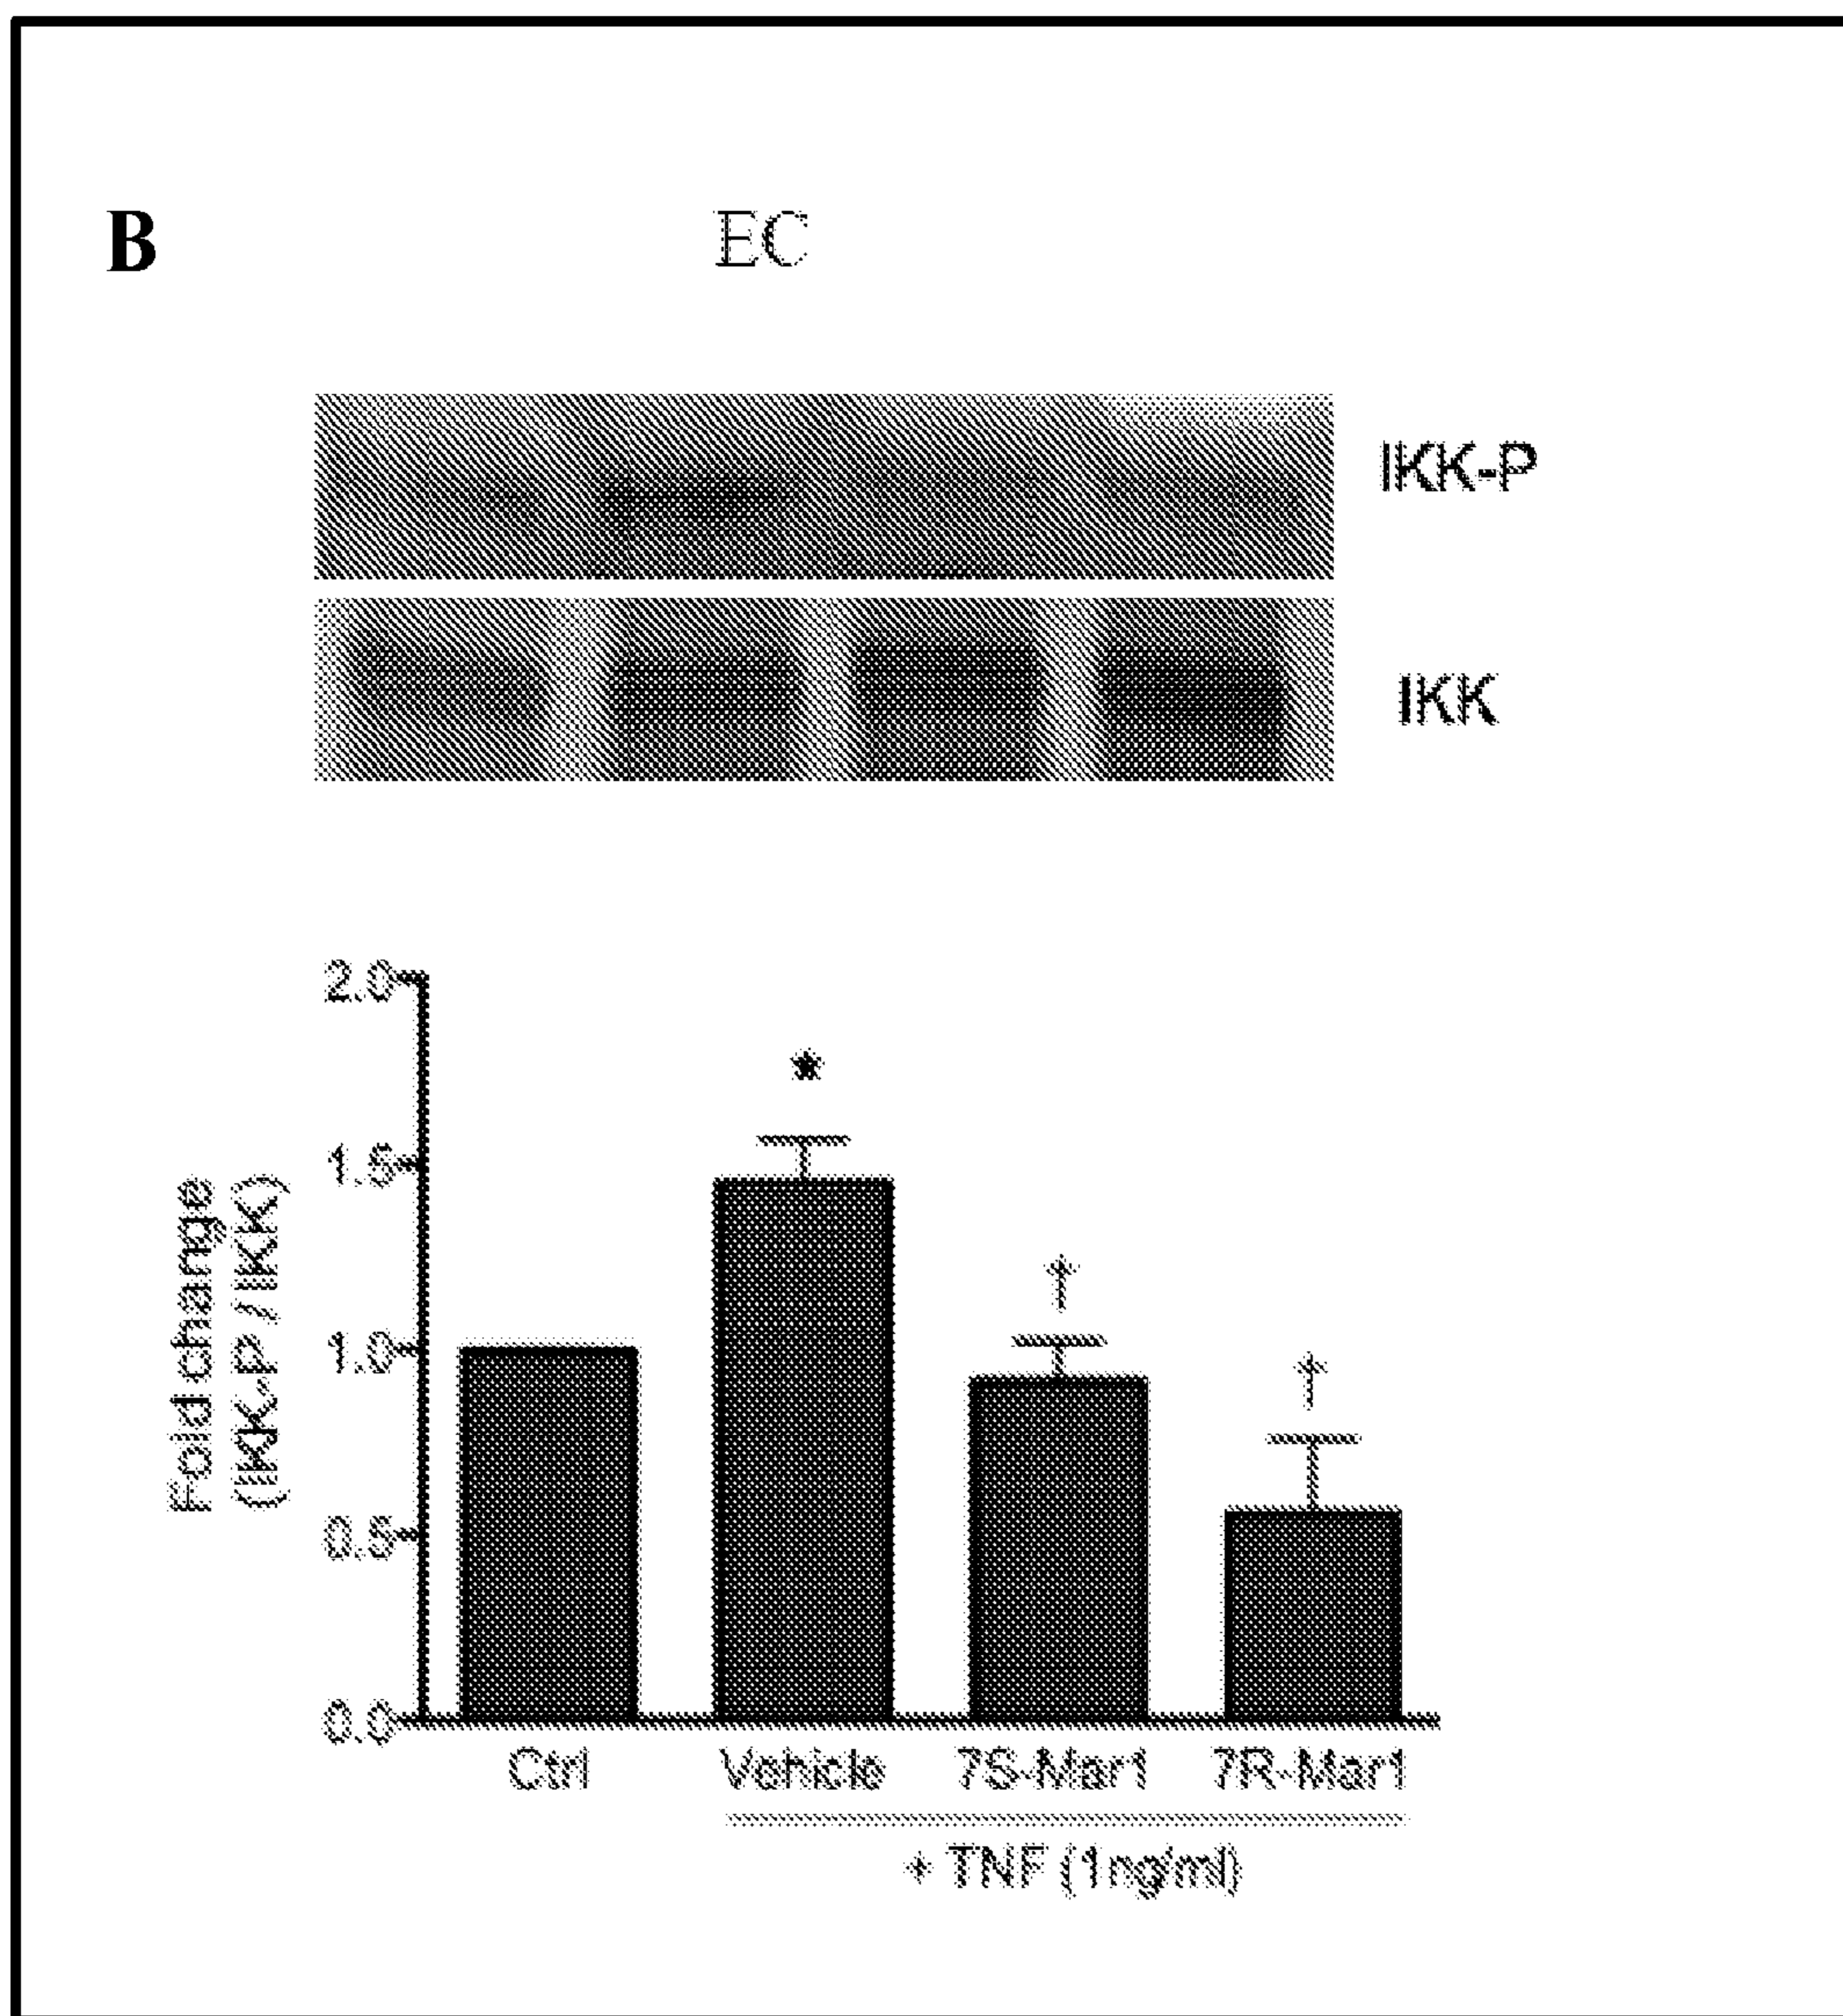 B
EC
IKK-P
IKK
2.0
*
1.5
†
1.0
†
0.5
0.0
Fold change
(IKK-P / IKK)
Ctrl Vehicle 7S-Mar1 7R-Mar1
+ TNF (1ng/ml)